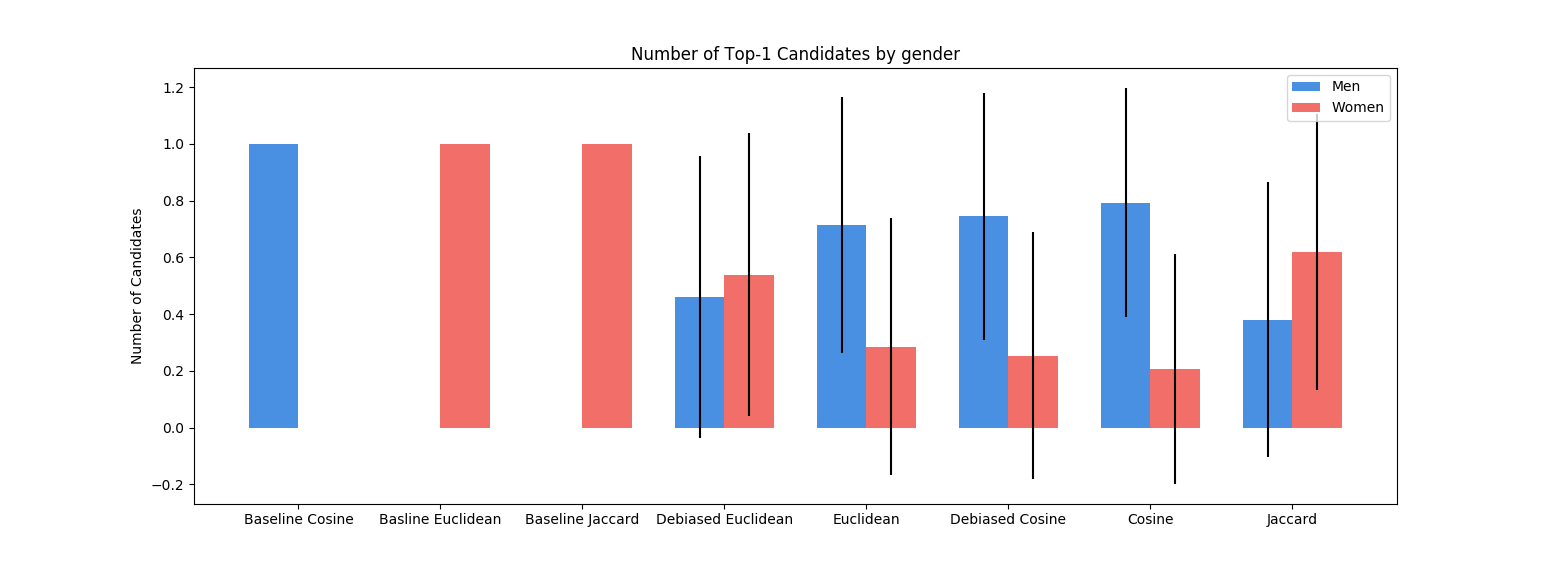 Number of Top-1 Candidates by gender
Men
Women
Number of Candidates
1.2
1.0
0.8
0.6
0.4
0.2
0.0
−0.2
Baseline Cosine
Basline Euclidean
Baseline Jaccard
Debiased Euclidean
Euclidean
Debiased Cosine
Cosine
Jaccard